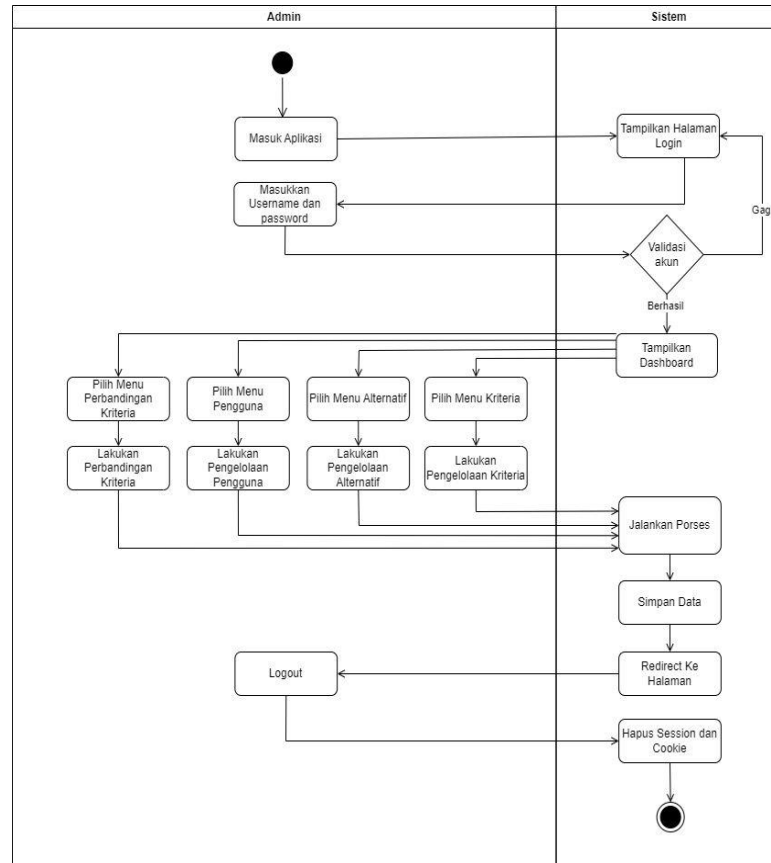 Admin
Sistem
Masuk Aplikasi
Tampilkan Halaman
Login
Masukkan
Username dan
password
Gag
Validasi
akun
Berhasil
Tampilkan
Dashboard
Pilih Menu
Perbandingan
Kriteria
Pilih Menu
Pengguna
Pilih Menu Alternatif
Pilih Menu Kriteria
Lakukan
Perbandingan
Kriteria
Lakukan
Pengelolaan
Pengguna
Lakukan
Pengelolaan
Alternatif
Lakukan
Pengelolaan Kriteria
Jalankan Porses
Simpan Data
Redirect Ke
Halaman
Logout
Hapus Session dan
Cookie